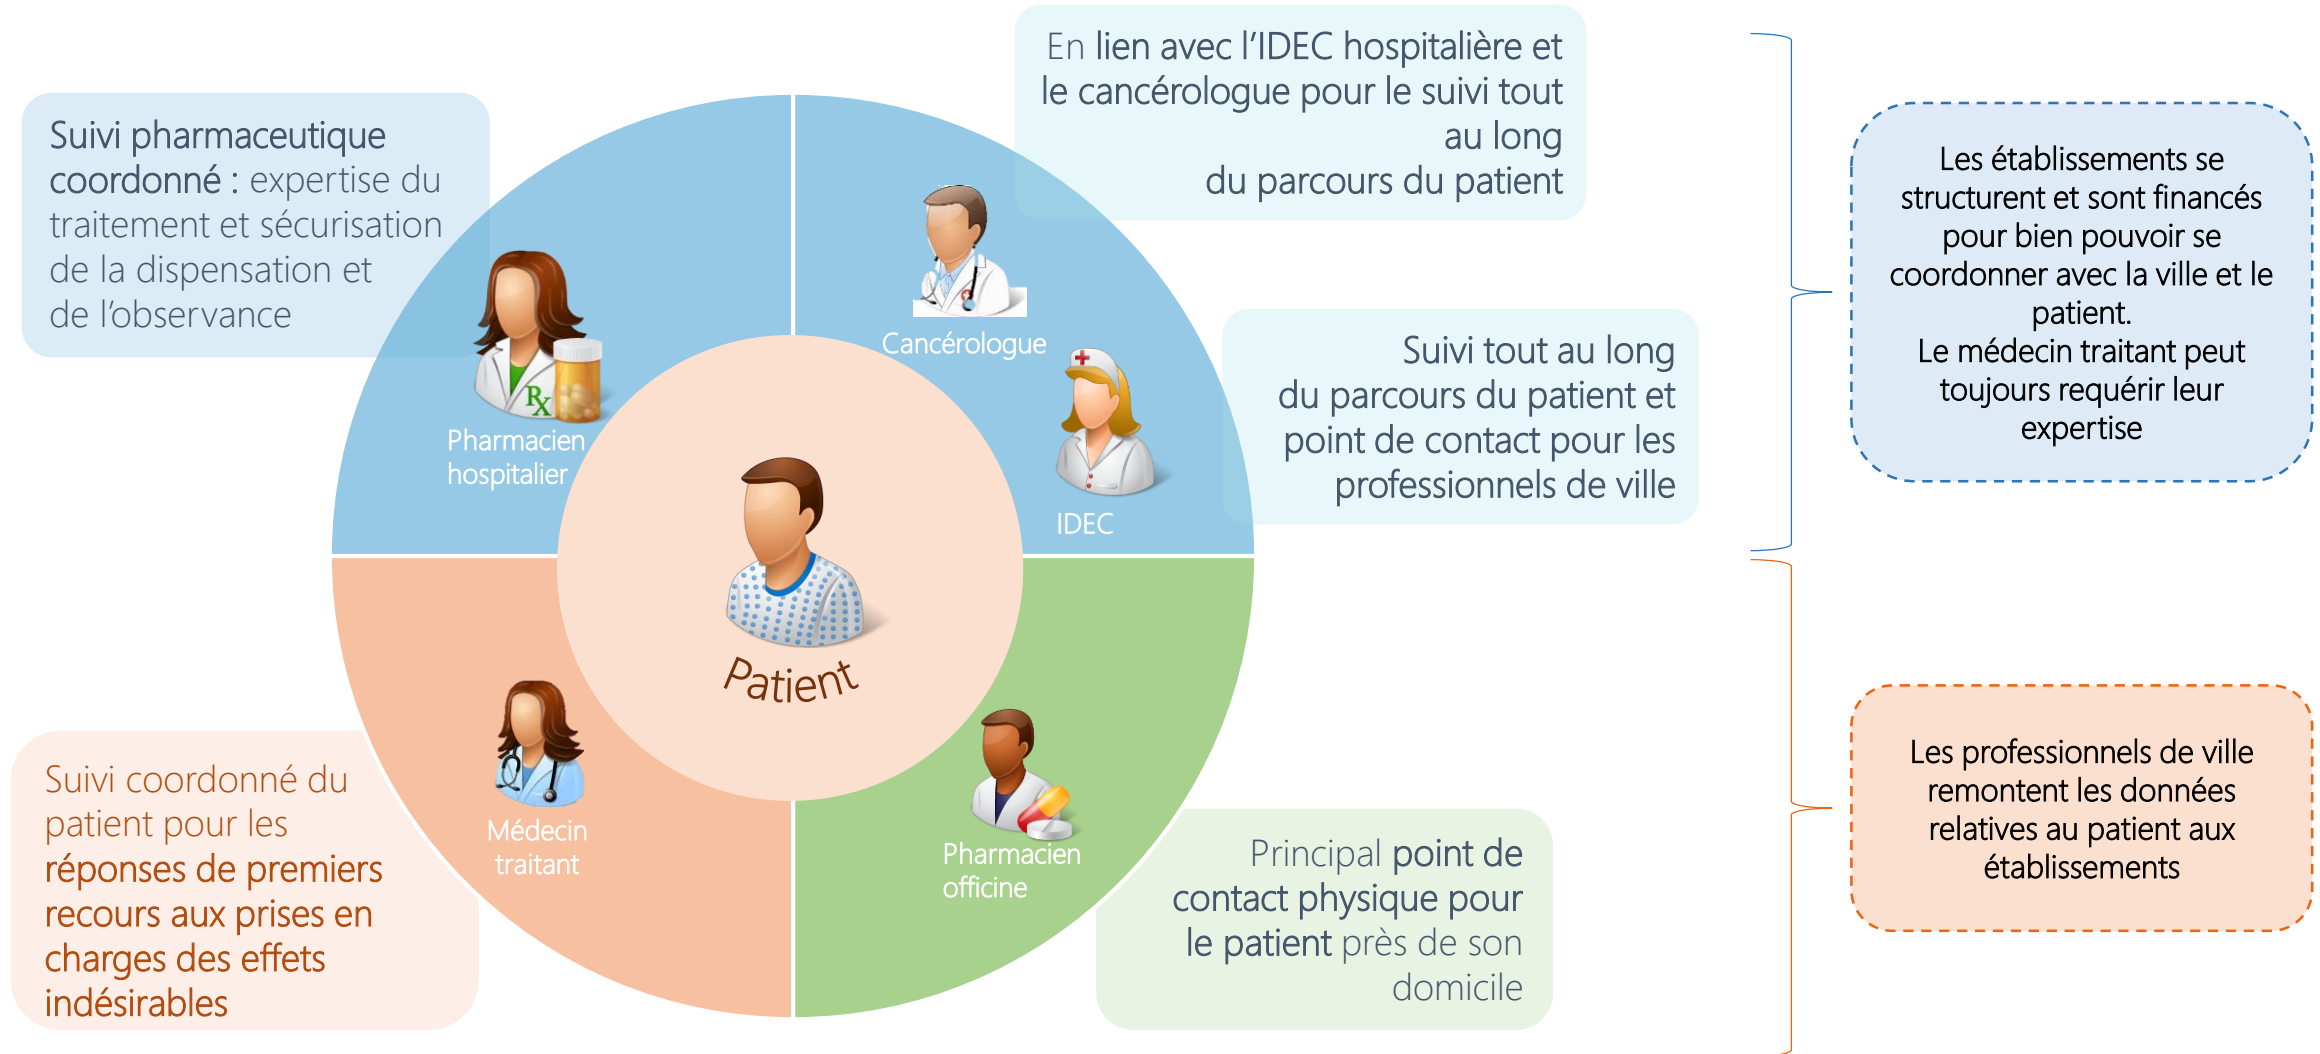 En lien avec l'IDEC hospitalière et
le cancérologue pour le suivi tout
au long
du parcours du patient
Suivi pharmaceutique
coordonné : expertise du
traitement et sécurisation
de la dispensation et
de l'observance
Cancérologue
Pharmacien
hospitalier
IDEC
Suivi tout au long
du parcours du patient et
point de contact pour les
professionnels de ville
Les établissements se
structurent et sont financés
pour bien pouvoir se
coordonner avec la ville et le
patient.
Le médecin traitant peut
toujours requérir leur
expertise
Patient
Médecin
traitant
Pharmacien
officine
Suivi coordonné du
patient pour les
réponses de premiers
recours aux prises en
charges des effets
indésirables
Principal point de
contact physique pour
le patient près de son
domicile
Les professionnels de ville
remontent les données
relatives au patient aux
établissements
Rx